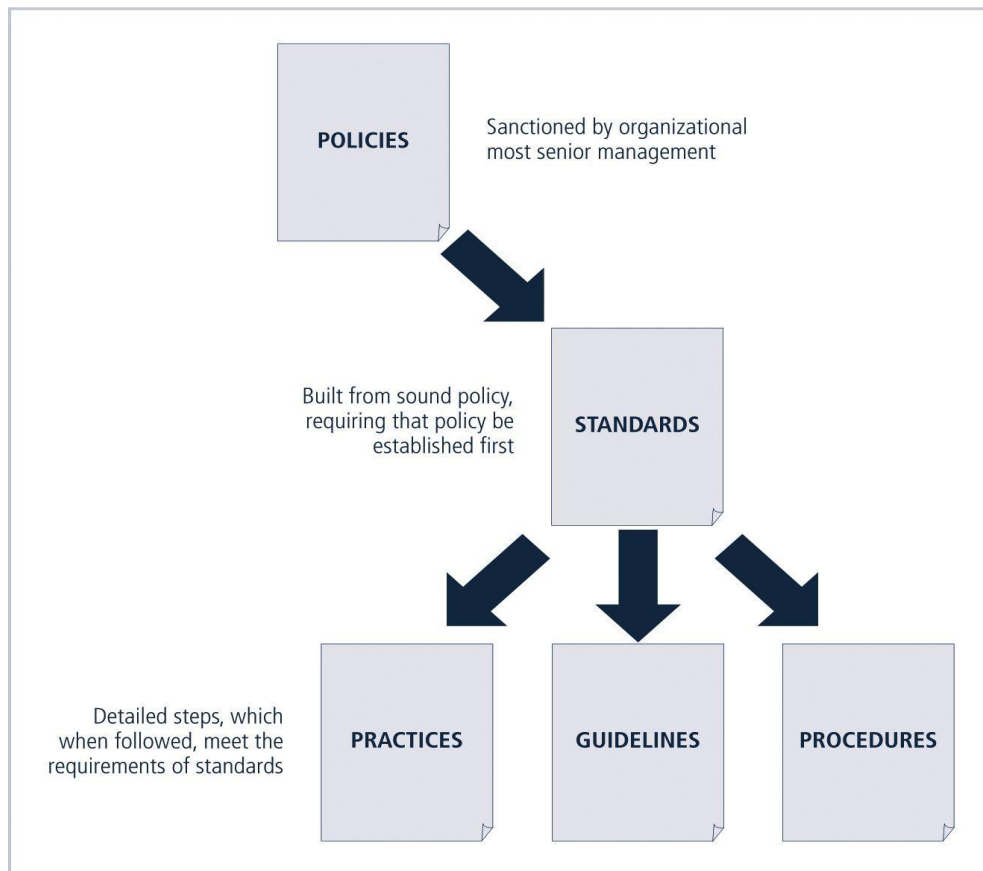 POLICIES
Sanctioned by organizational
most senior management
Built from sound policy,
requiring that policy be
established first
STANDARDS
Detailed steps, which
when followed, meet the
requirements of standards
PRACTICES
GUIDELINES
PROCEDURES